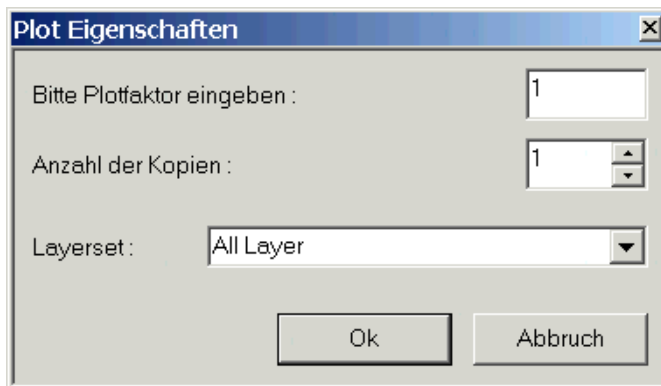 Plot Eigenschaften
Bitte Plotfaktor eingeben : 1
Anzahl der Kopien : 1
Layerset : All Layer
Ok Abbruch